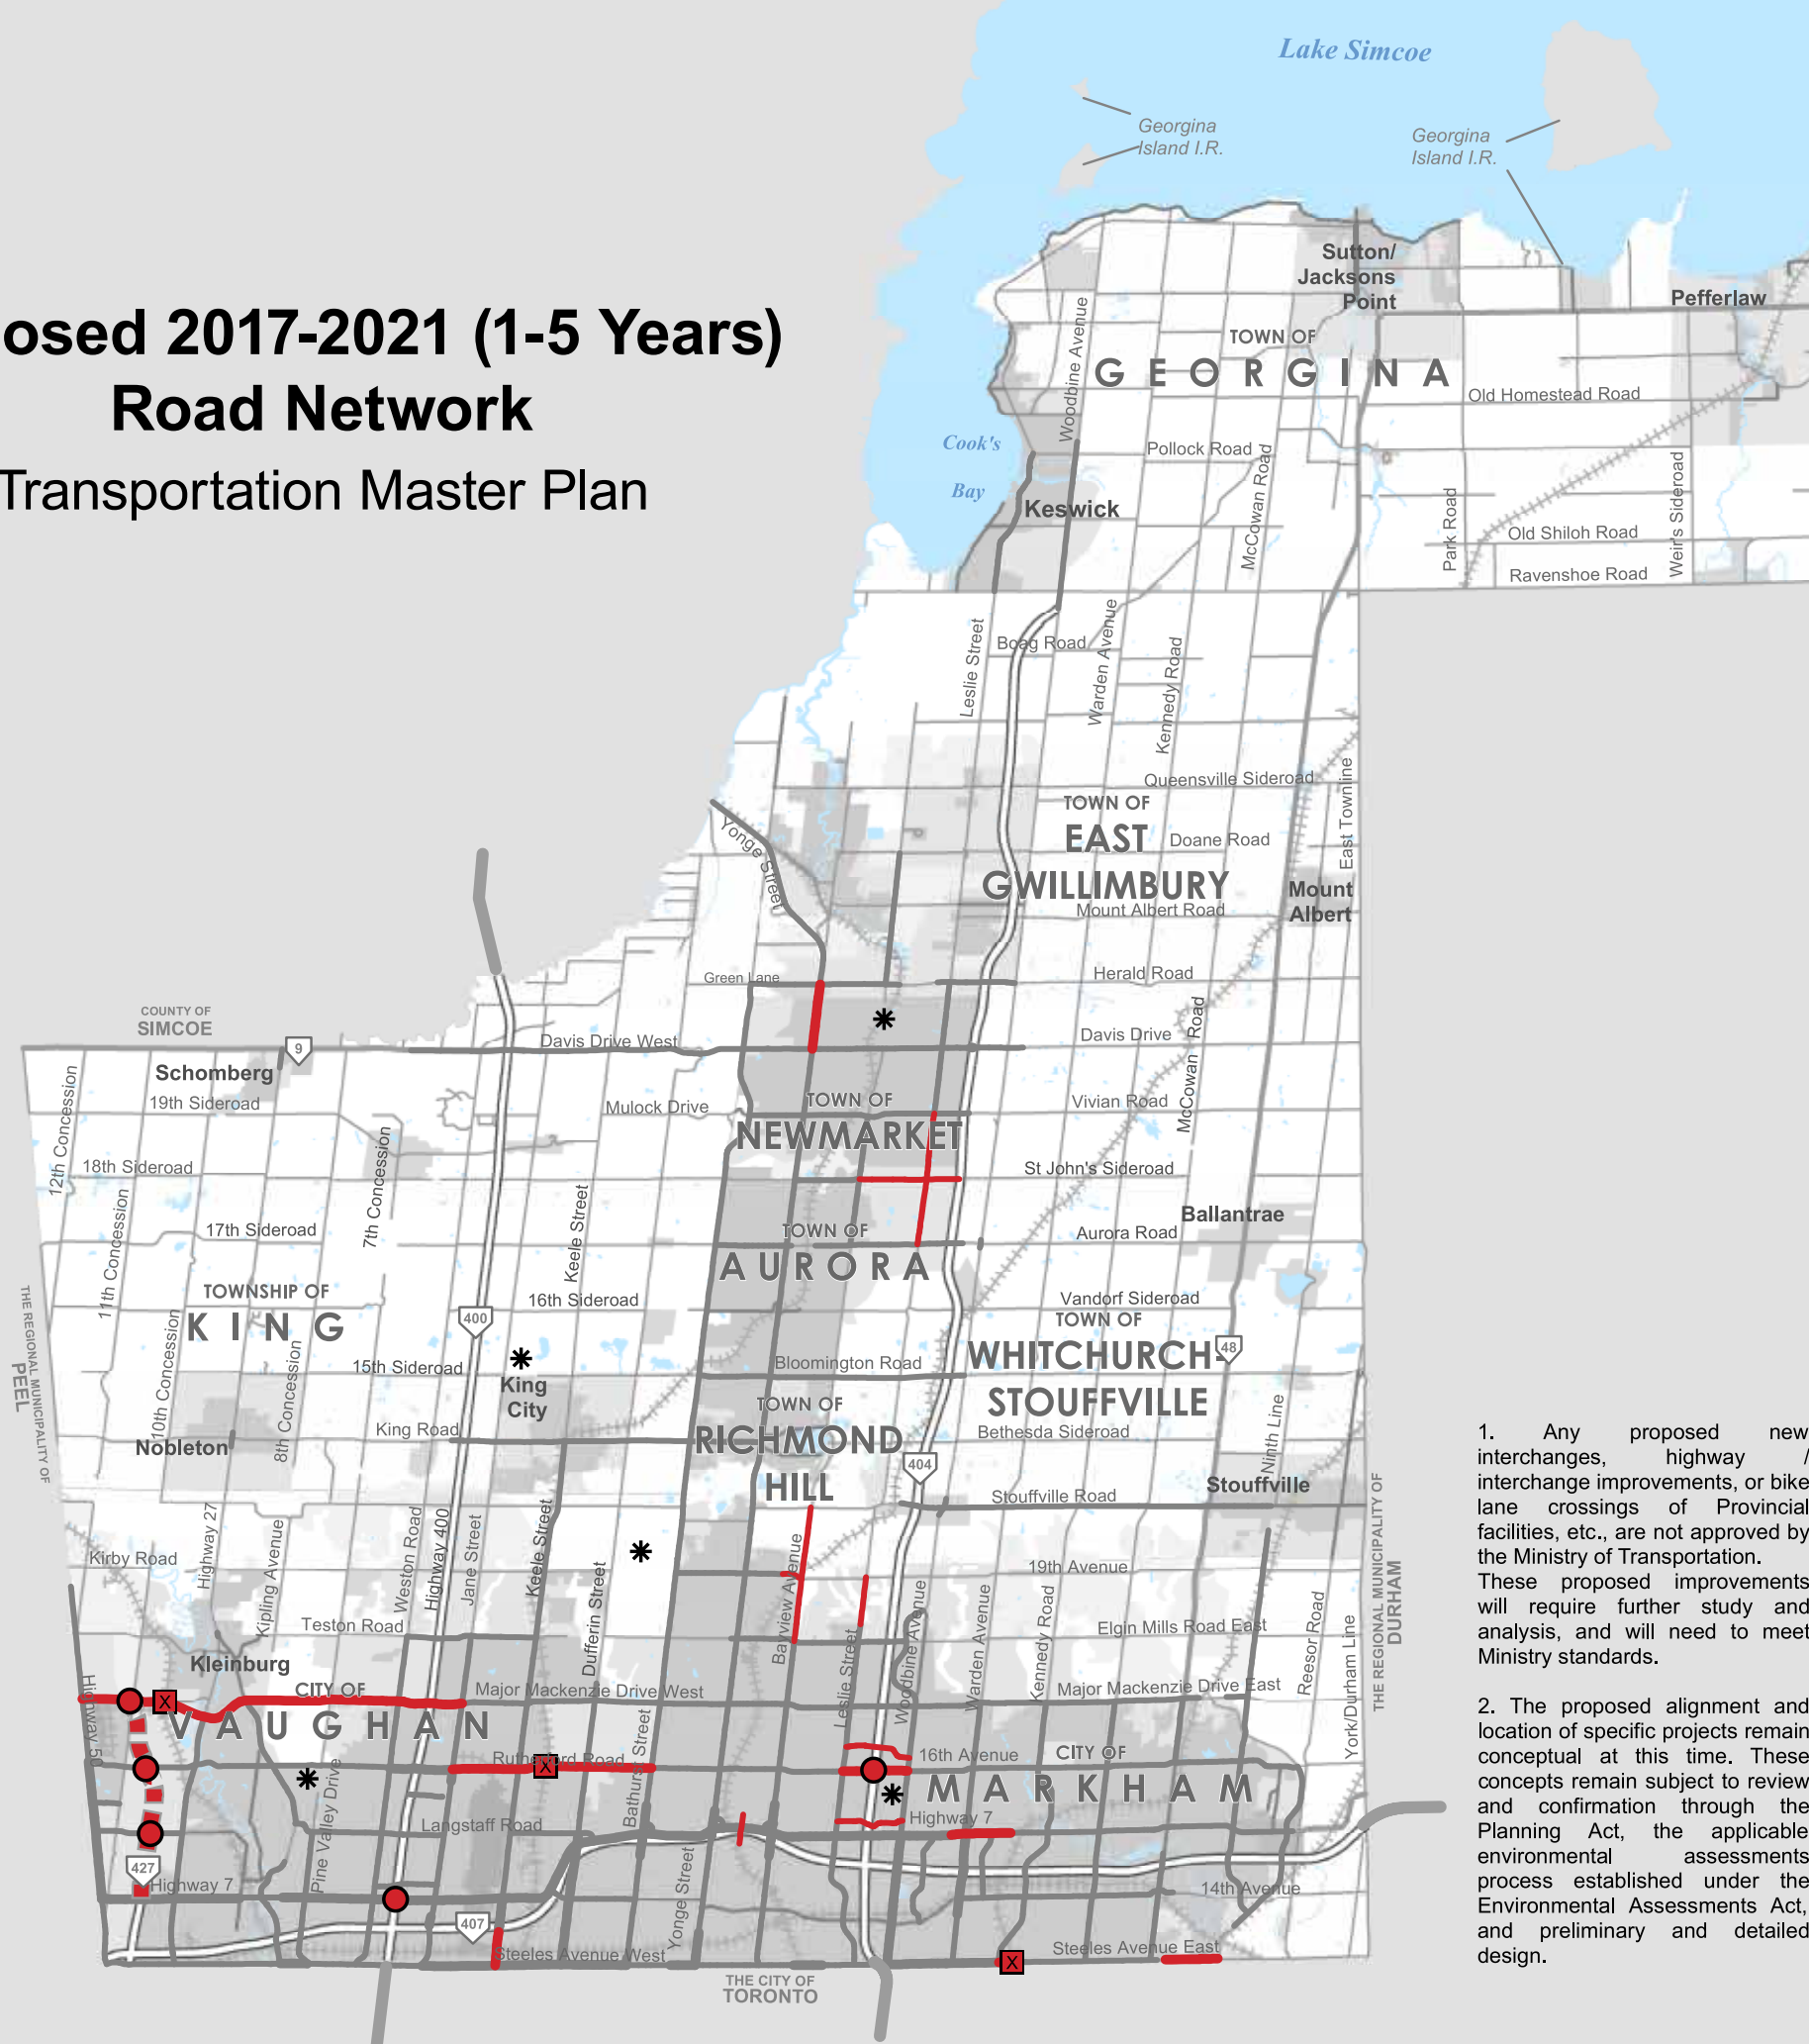 osed 2017-2021 (1-5 Years)
Road Network
Transportation Master Plan
Lake Simcoe
Georgina
Island I.R.
Georgina
Island I.R.
Sutton/
Jacksons
Point
Pefferlaw
Woodbine Avenue
TOWN OF
GEORGINA
Old Homestead Road
Cook's
Bay
Pollock Road
McCowan Road
Keswick
Park Road
Old Shiloh Road
Weir's Sideroad
Ravenshoe Road
Leslie Street
Boag Road
Warden Avenue
Kennedy Road
Queensville Sideroad
East Townline
TOWN OF
EAST
GWILLIMBURY
Doane Road
Yonge Street
Mount
Albert
Mount Albert Road
Green Lane
Herald Road
COUNTY OF
SIMCOE
9
Davis Drive West
Davis Drive
McCowan Road
Schomberg
19th Sideroad
12th Concession
Mulock Drive
TOWN OF
NEWMARKET
Vivian Road
7th Concession
18th Sideroad
St John's Sideroad
11th Concession
17th Sideroad
Keele Street
TOWN OF
AURORA
Aurora Road
Ballantrae
TOWNSHIP OF
KING
16th Sideroad
Vandorf Sideroad
THE REGIONAL MUNICIPALITY OF
PEEL
10th Concession
8th Concession
400
15th Sideroad
King
City
Bloomington Road
TOWN OF
WHITCHURCH-
STOUFFVILLE
48
King Road
Nobleton
TOWN OF
RICHMOND
HILL
Bethesda Sideroad
Ninth Line
404
Stouffville Road
Stouffville
Kirby Road
Highway 27
Kipling Avenue
Weston Road
Highway 400
Jane Street
Keele Street
Dufferin Street
Bayview Avenue
19th Avenue
Teston Road
Leslie Street
Woodbine Avenue
Warden Avenue
Kennedy Road
Elgin Mills Road East
Reesor Road
York/Durham Line
THE REGIONAL MUNICIPALITY OF
DURHAM
Kleinburg
Highway 50
X
CITY OF
VAUGHAN
Major Mackenzie Drive West
Major Mackenzie Drive East
Rutherford Road
X
Bathurst Street
16th Avenue
CITY OF
MARKHAM
Pine Valley Drive
Langstaff Road
Highway 7
427
Highway 7
Yonge Street
14th Avenue
407
Steeles Avenue West
X
Steeles Avenue East
THE CITY OF
TORONTO
1. Any proposed new
interchanges, highway /
interchange improvements, or bike
lane crossings of Provincial
facilities, etc., are not approved by
the Ministry of Transportation.
These proposed improvements
will require further study and
analysis, and will need to meet
Ministry standards.
2. The proposed alignment and
location of specific projects remain
conceptual at this time. These
concepts remain subject to review
and confirmation through the
Planning Act, the applicable
environmental assessments
process established under the
Environmental Assessments Act,
and preliminary and detailed
design.